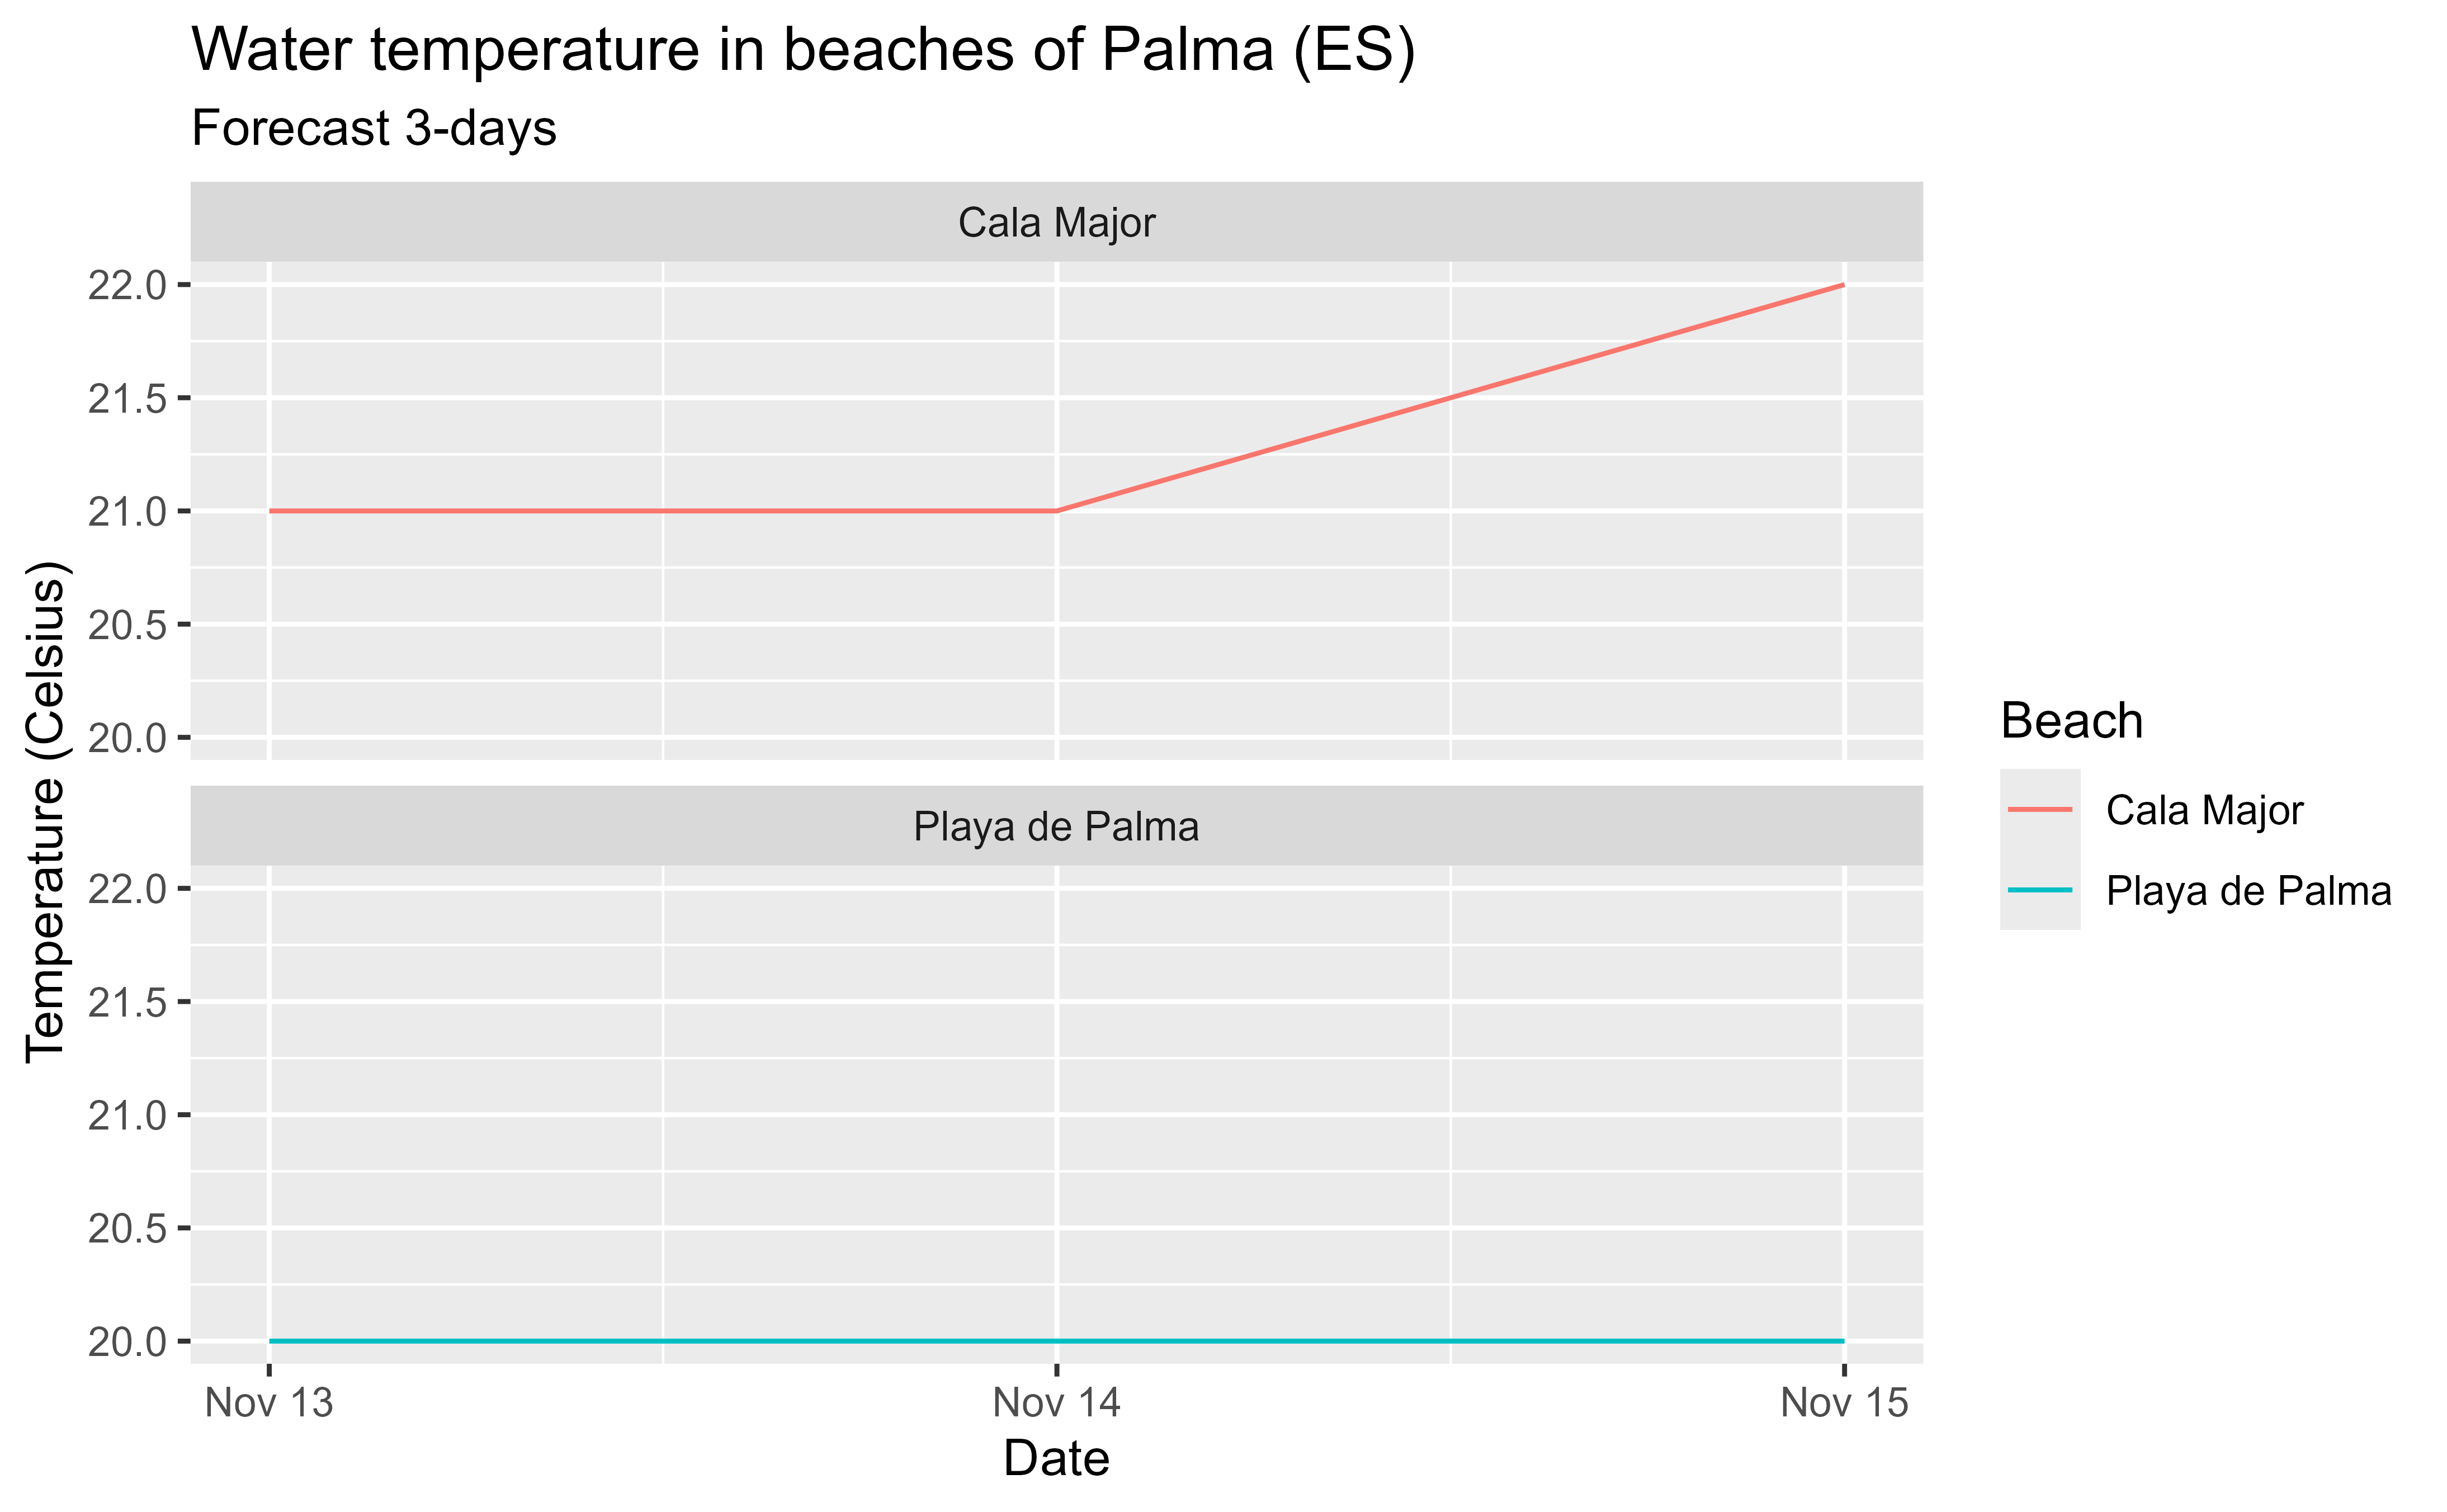 Water temperature in beaches of Palma (ES)
Forecast 3-days
Cala Major
22.0
21.5
21.0
20.5
20.0
Playa de Palma
22.0
21.5
21.0
20.5
20.0
Nov 13
Nov 14
Nov 15
Date
Temperature (Celsius)
Beach
Cala Major
Playa de Palma